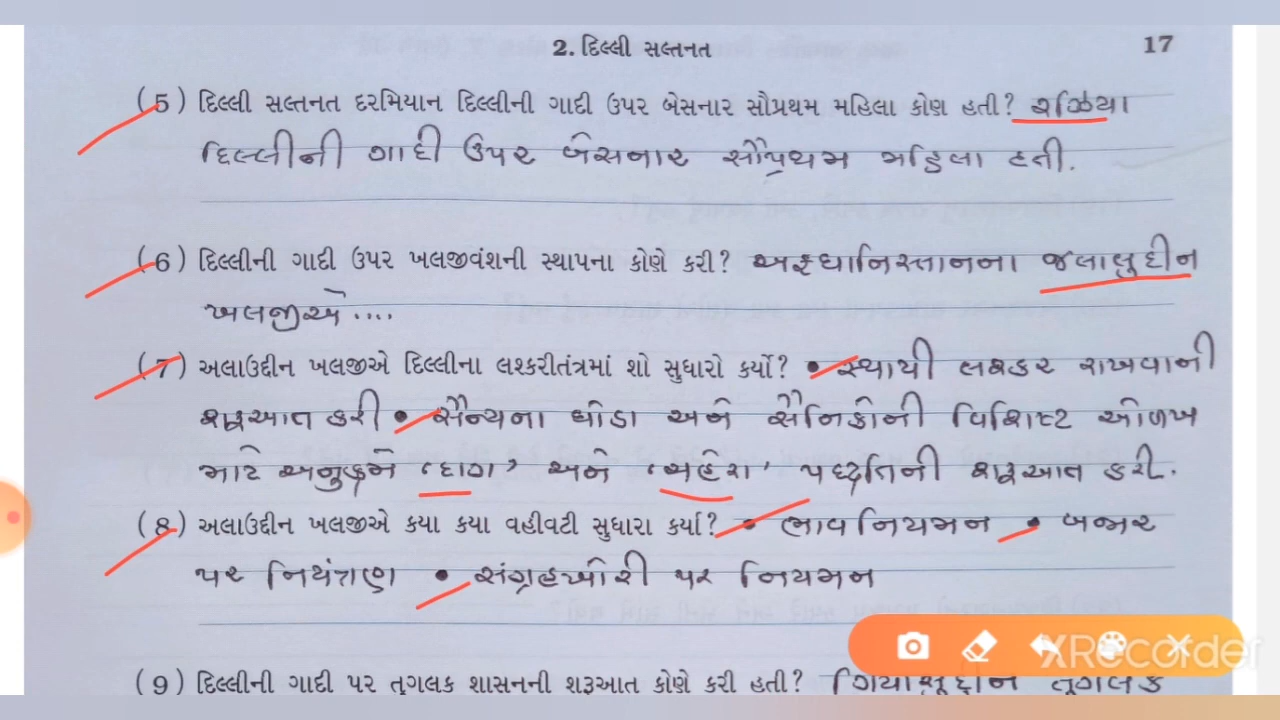 2. દિલ્લી સલ્તનત 17
(5) દિલ્લી સલ્તનત દરમિયાન દિલ્લીની ગાદી ઉપર બેસનાર સૌપ્રથમ મહિલા કોણ હતી? રઝિયા
દિલ્લીની ગાદી ઉપર બેસનાર સૌપ્રથમ મહિલા હતી.
(6) દિલ્લીની ગાદી ઉપર ખલજીવંશની સ્થાપના કોણે કરી? અફઘાનિસ્તાનના જલાલુદ્દીન
ખલજીએ....
(7) અલાઉદ્દીન ખલજીએ દિલ્લીના લશ્કરીતંત્રમાં શો સુધારો કર્યો? • સ્થાયી લશ્કર રાખવાની
શરૂઆત કરી • સૈન્યના ઘોડા અને સૈનિકોની વિશિષ્ટ ઓળખ
માટે અનુક્રમે ‘દાગ’ અને ‘ચહેરા’ પદ્ધતિની શરૂઆત કરી.
(8) અલાઉદ્દીન ખલજીએ કયા કયા વહીવટી સુધારા કર્યા? • ભાવ નિયમન • બજાર
પર નિયંત્રણ • સંગ્રહખોરી પર નિયમન
XRecorder
(9) દિલ્લીની ગાદી પર તુગલક શાસનની શરૂઆત કોણે કરી હતી? ગિયાસુદ્દીન તુગલક